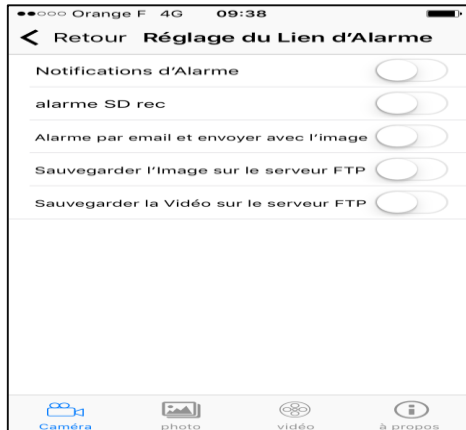 Orange F 4G 09:38
Retour Réglage du Lien d'Alarme
Notifications d'Alarme
alarme SD rec
Alarme par email et envoyer avec l'image
Sauvegarder l'Image sur le serveur FTP
Sauvegarder la Vidéo sur le serveur FTP
Caméra photo vidéo à propos